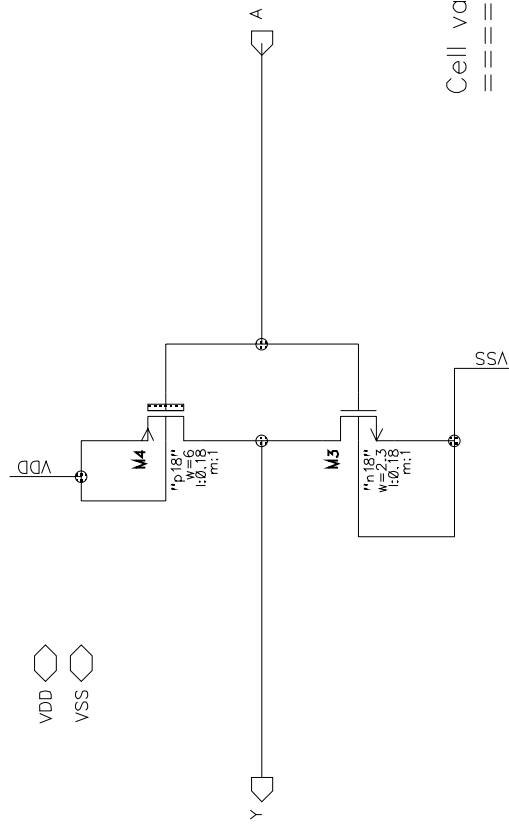 A
VDD
M4
"p18"
w=6
l:0.18
m:1
M3
"n18"
w=2.3
l:0.18
m:1
VSS
VDD
VSS
Y
Cell va
=====